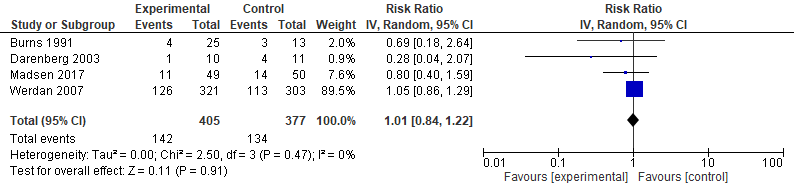 Experimental Control Risk Ratio Risk Ratio
Study or Subgroup Events Total Events Total Weight IV, Random, 95% CI IV, Random, 95% CI
Burns 1991 4 25 3 13 2.0% 0.69 [0.18, 2.64]
Darenberg 2003 1 10 4 11 0.9% 0.28 [0.04, 2.07]
Madsen 2017 11 49 14 50 7.6% 0.80 [0.40, 1.59]
Werdan 2007 126 321 113 303 89.5% 1.05 [0.86, 1.29]
Total (95% CI) 405 377 100.0% 1.01 [0.84, 1.22]
Total events 142 134
Heterogeneity: Tau² = 0.00; Chi² = 2.50, df = 3 (P = 0.47); I² = 0%
Test for overall effect: Z = 0.11 (P = 0.91)
0.01 0.1 1 10 100
Favours [experimental] Favours [control]